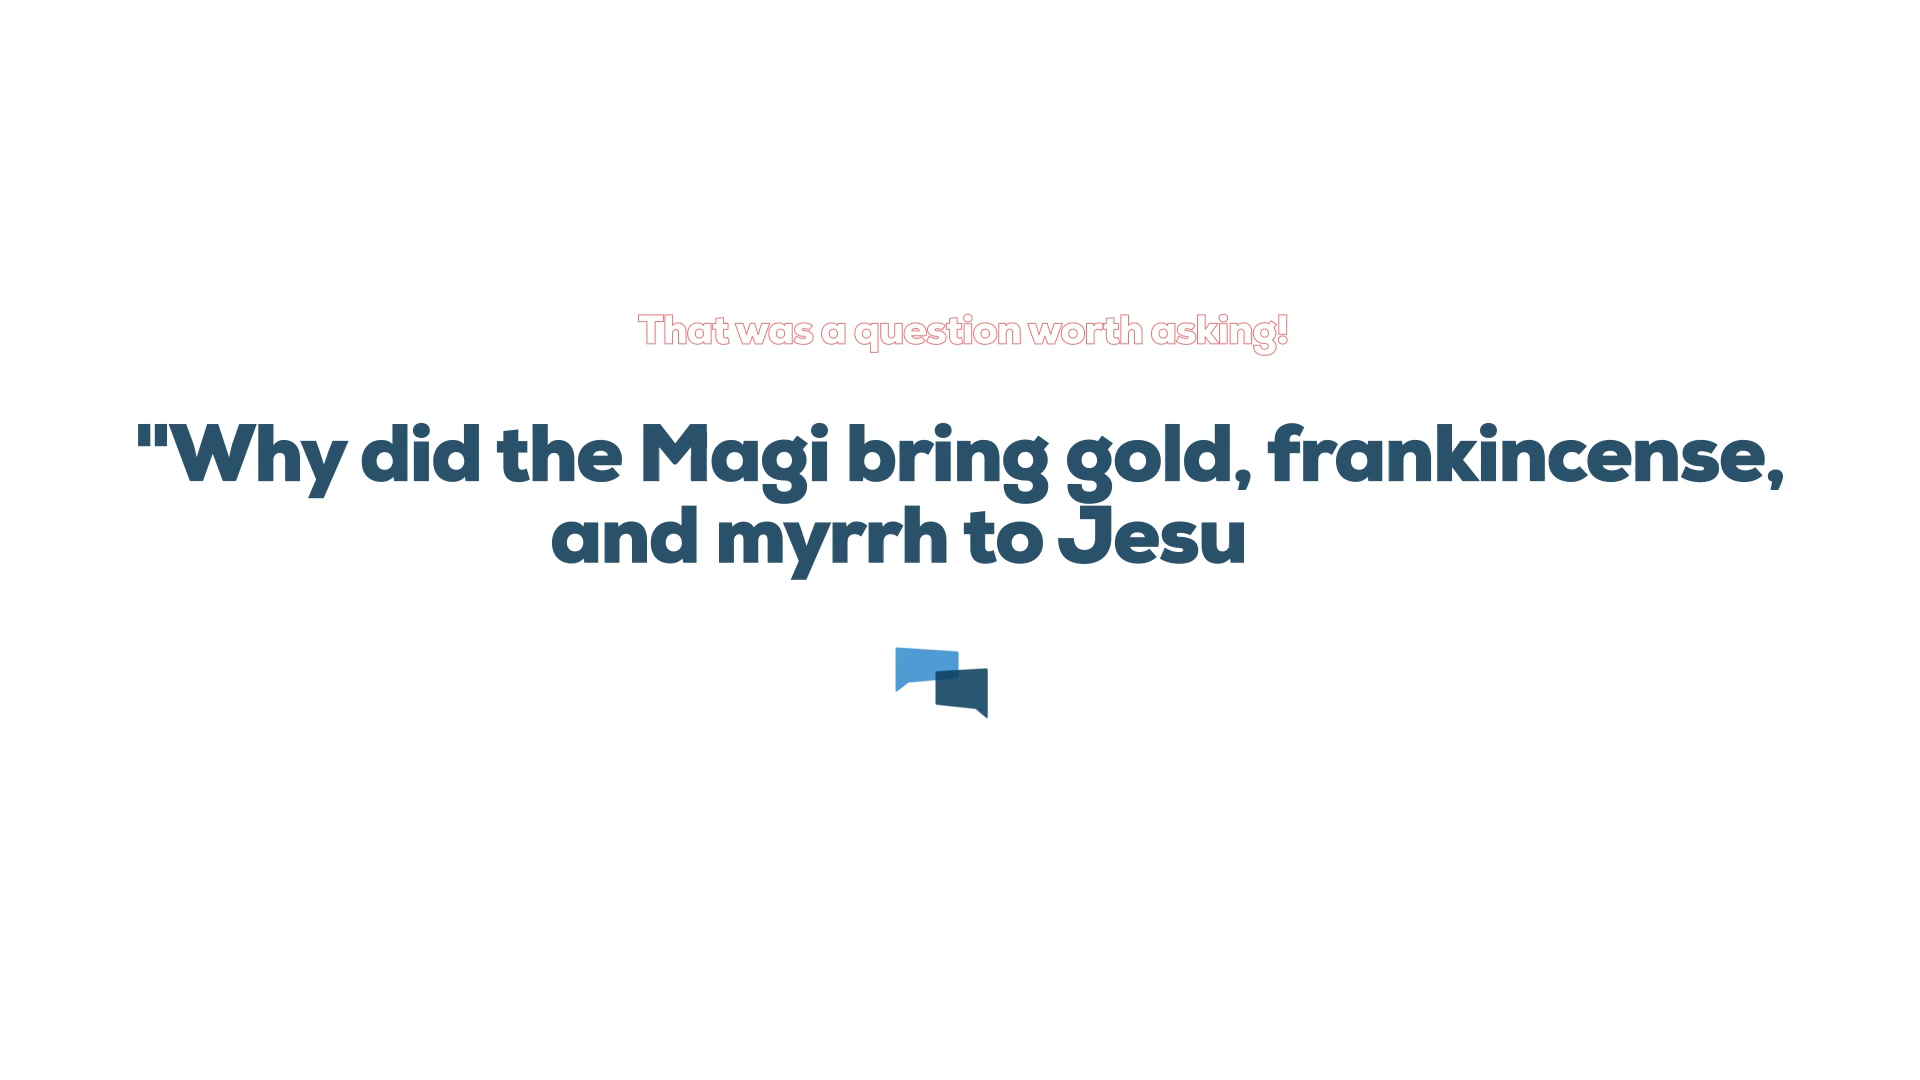 That was a question worth asking!
"Why did the Magi bring gold, frankincense,
and myrrh to Jesu